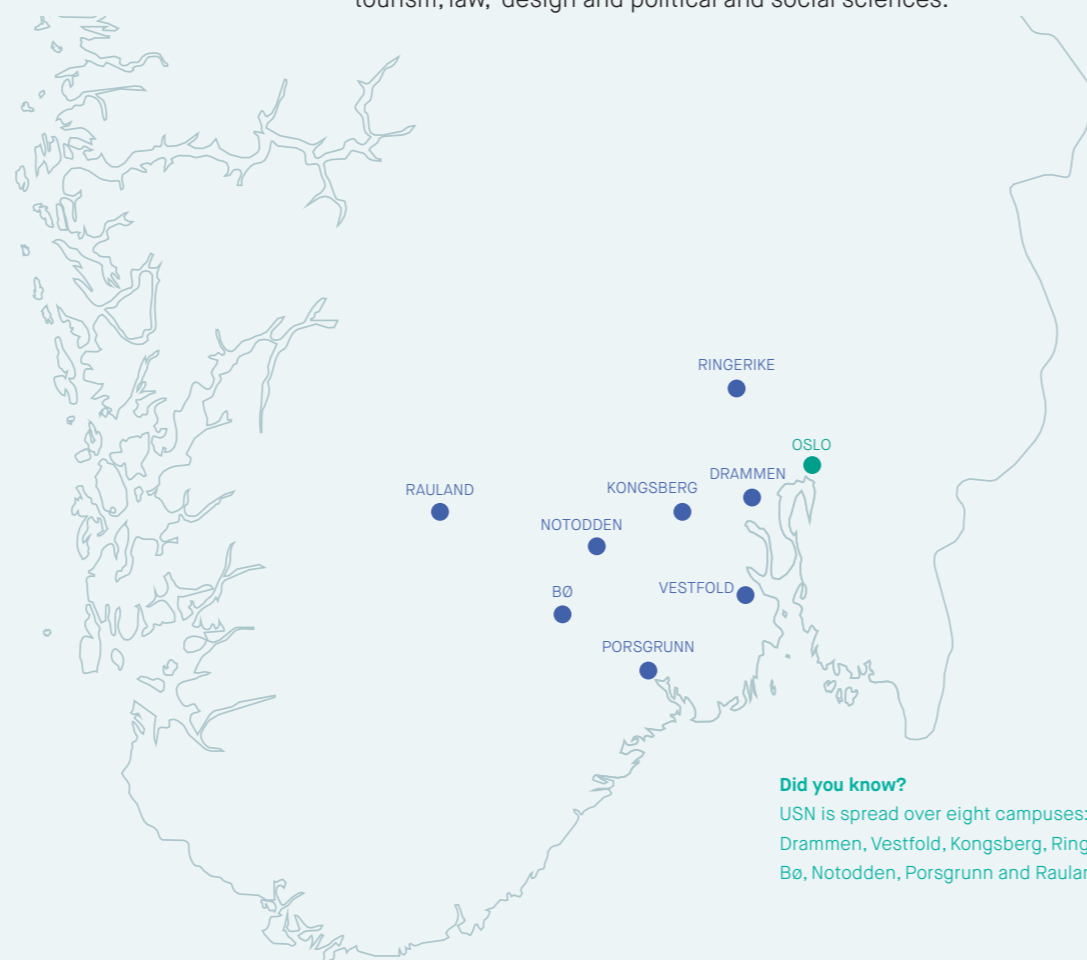 tourism, law, design and political and social sciences.
RINGERIKE
OSLO
DRAMMEN
KONGSBERG
RAULAND
NOTODDEN
BØ
VESTFOLD
PORSGRUNN
Did you know?
USN is spread over eight campuses:
Drammen, Vestfold, Kongsberg, Ring
Bø, Notodden, Porsgrunn and Raulan